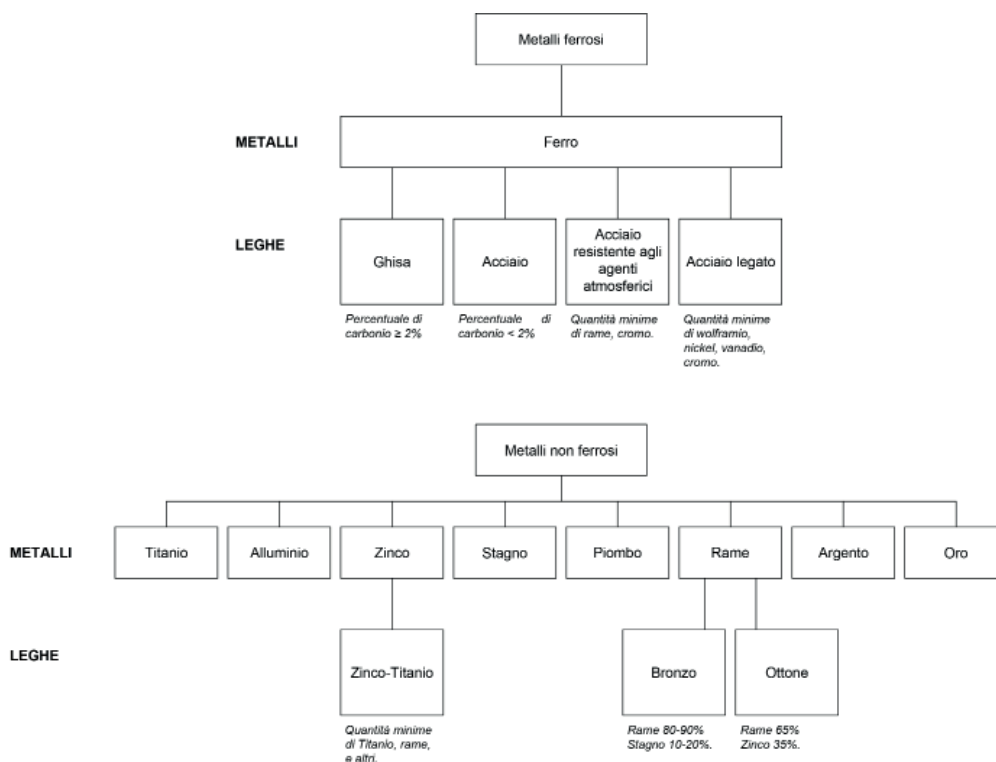 Metalli ferrosi
METALLI
Ferro
LEGHE
Ghisa
Acciaio
Acciaio
resistente agli
agenti
atmosferici
Acciaio legato
Percentuale di
carbonio ≥ 2%
Percentuale di
carbonio < 2%
Quantità minime
di rame, cromo.
Quantità minime
di wolframio,
nickel, vanadio,
cromo.
Metalli non ferrosi
METALLI
Titanio
Alluminio
Zinco
Stagno
Piombo
Rame
Argento
Oro
LEGHE
Zinco-Titanio
Bronzo
Ottone
Quantità minime
di Titanio, rame,
e altri.
Rame 80-90%
Stagno 10-20%.
Rame 65%
Zinco 35%.